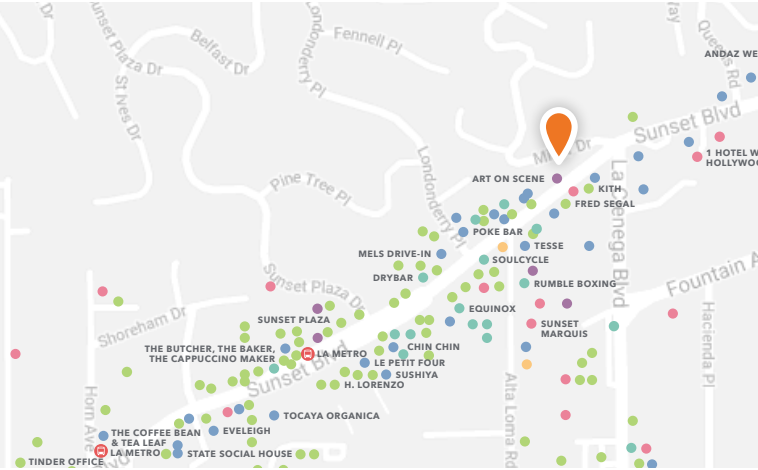 Dr
Sunset Plaza Dr
Belfast Dr
Londonderry Pl
Fennell Pl
Way
Queens Rd
ANDAZ WE
St Ives Dr
Sunset Blvd
1 HOTEL W
HOLLYWOO
Dr
ART ON SCENE
KITH
FRED SEGAL
La Cienega Blvd
Londonderry Pl
Pine Tree Pl
POKE BAR
TESSE
MELS DRIVE-IN
SOULCYCLE
DRYBAR
RUMBLE BOXING
Fountain A
Sunset Plaza Dr
EQUINOX
Shoreham Dr
SUNSET PLAZA
SUNSET
MARQUIS
Hacienda Pl
THE BUTCHER, THE BAKER,
THE CAPPUCCINO MAKER
LA METRO
CHIN CHIN
LE PETIT FOUR
SUSHIYA
H. LORENZO
Sunset Blvd
Alta Loma Rd
Horn Ave
TOCAYA ORGANICA
THE COFFEE BEAN
& TEA LEAF
LA METRO
EVELEIGH
STATE SOCIAL HOUSE
TINDER OFFICE
Blvd